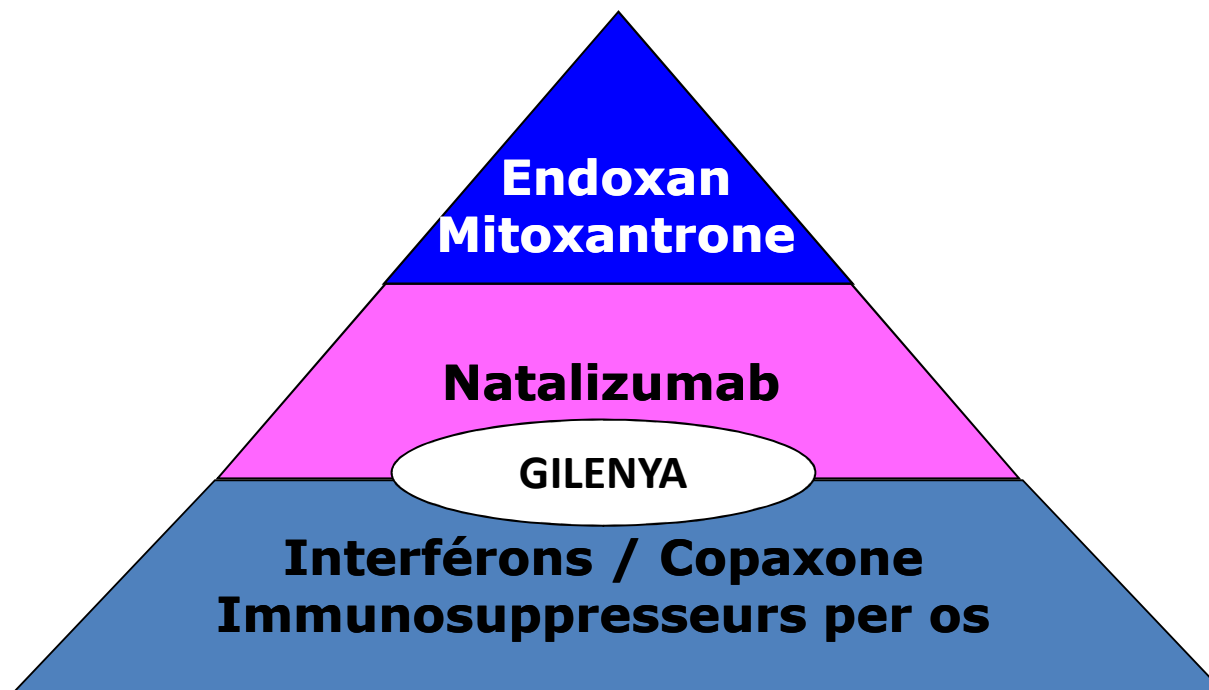 Endoxan
Mitoxantrone
Natalizumab
GILENYA
Interférons / Copaxone
Immunosuppresseurs per os